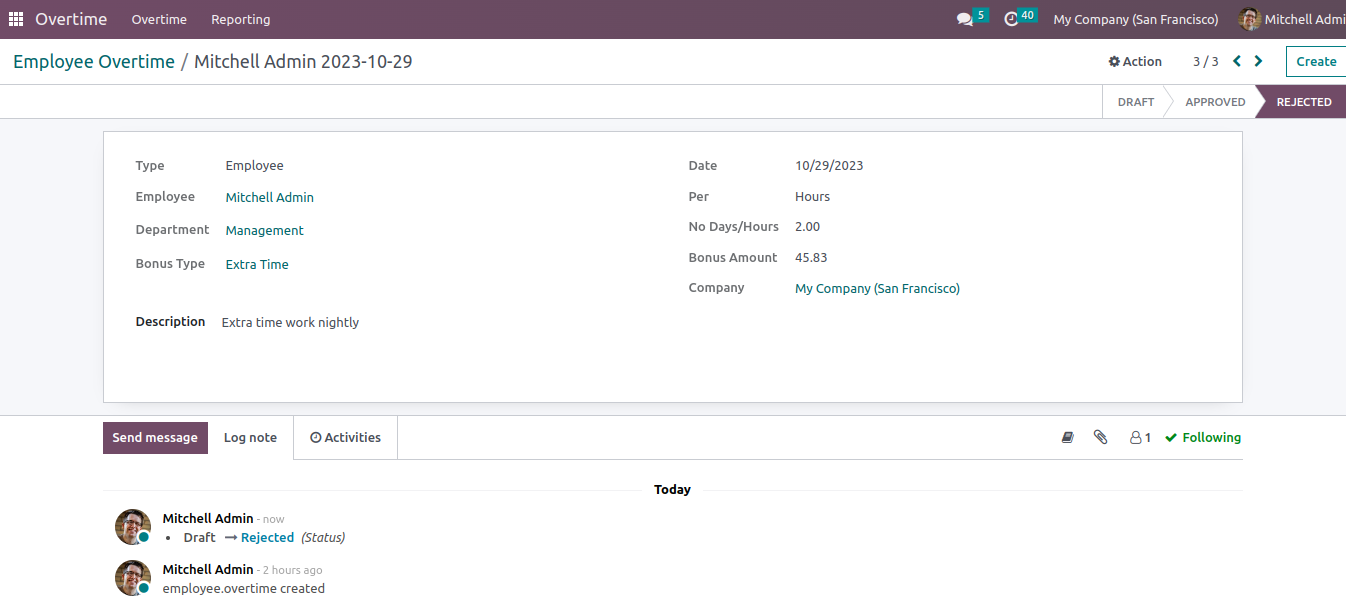 Overtime Overtime Reporting 5 40 My Company (San Francisco) Mitchell Admi
Employee Overtime / Mitchell Admin 2023-10-29 Action 3 / 3 Create
DRAFT APPROVED REJECTED
Type Employee Date 10/29/2023
Employee Mitchell Admin Per Hours
Department Management No Days/Hours 2.00
Bonus Type Extra Time Bonus Amount 45.83
Company My Company (San Francisco)
Description Extra time work nightly
Send message Log note Activities 1 Following
Today
Mitchell Admin - now
• Draft → Rejected (Status)
Mitchell Admin - 2 hours ago
employee.overtime created